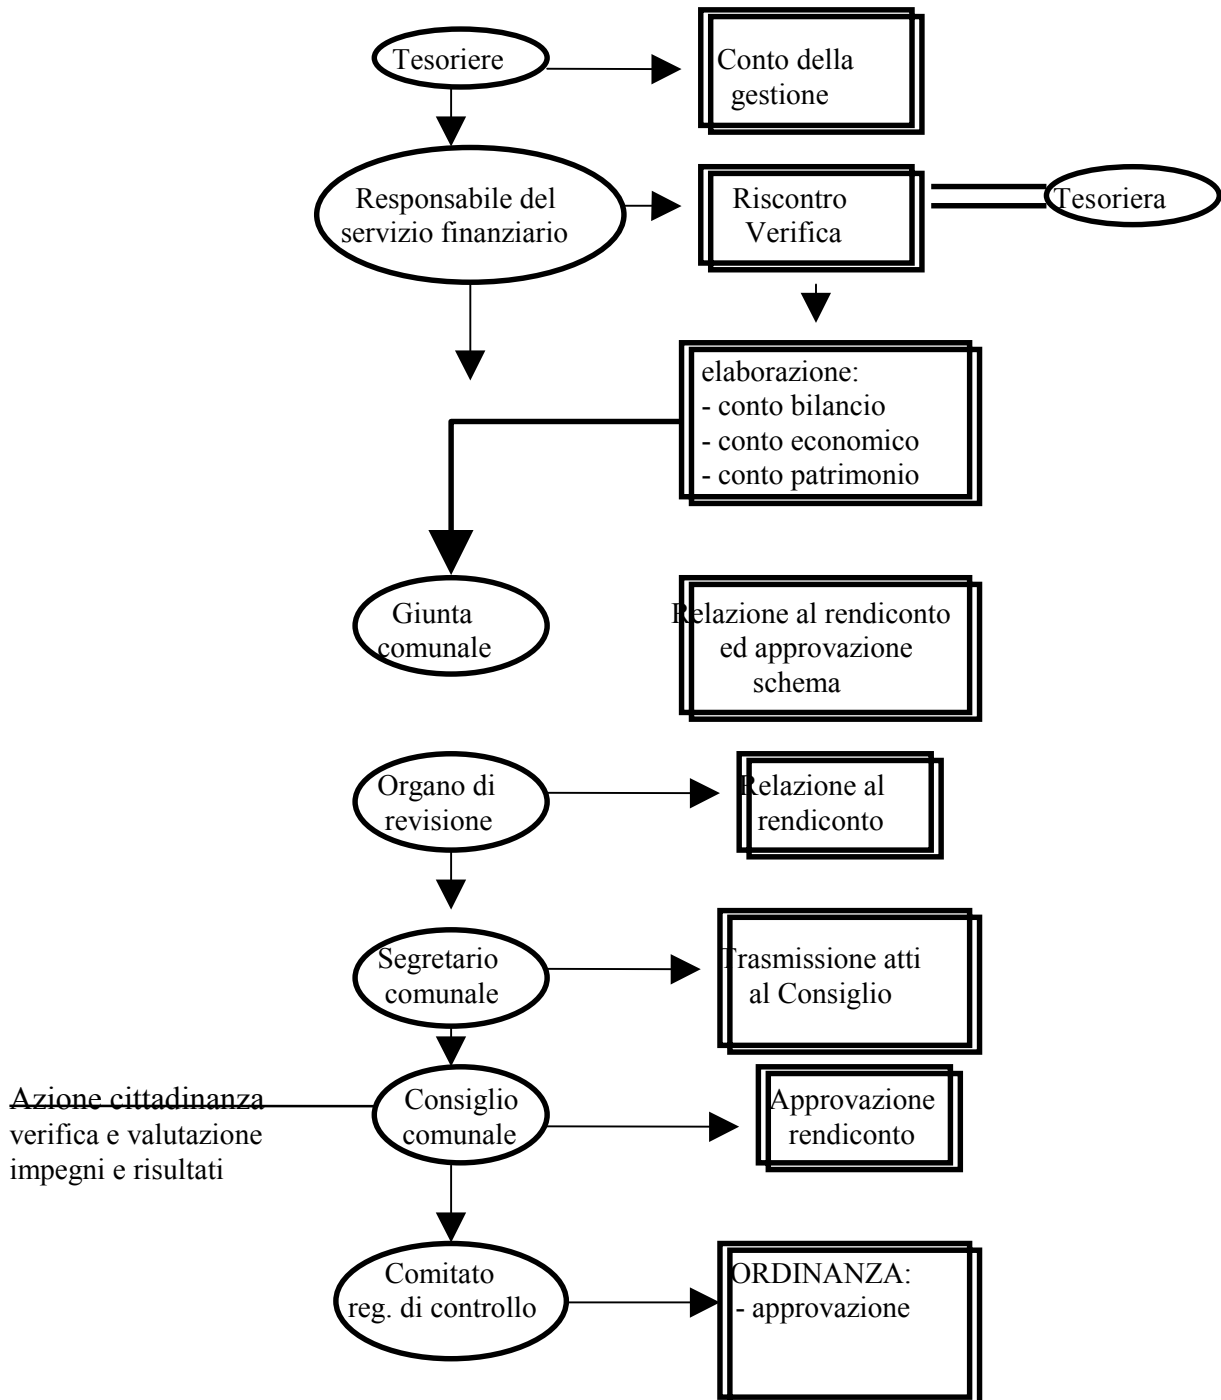 Tesoriere
Conto della
gestione
Responsabile del
servizio finanziario
Riscontro
Verifica
Tesoriera
elaborazione:
- conto bilancio
- conto economico
- conto patrimonio
Giunta
comunale
Relazione al rendiconto
ed approvazione
schema
Organo di
revisione
Relazione al
rendiconto
Segretario
comunale
Trasmissione atti
al Consiglio
Azione cittadinanza
verifica e valutazione
impegni e risultati
Consiglio
comunale
Approvazione
rendiconto
Comitato
reg. di controllo
ORDINANZA:
- approvazione